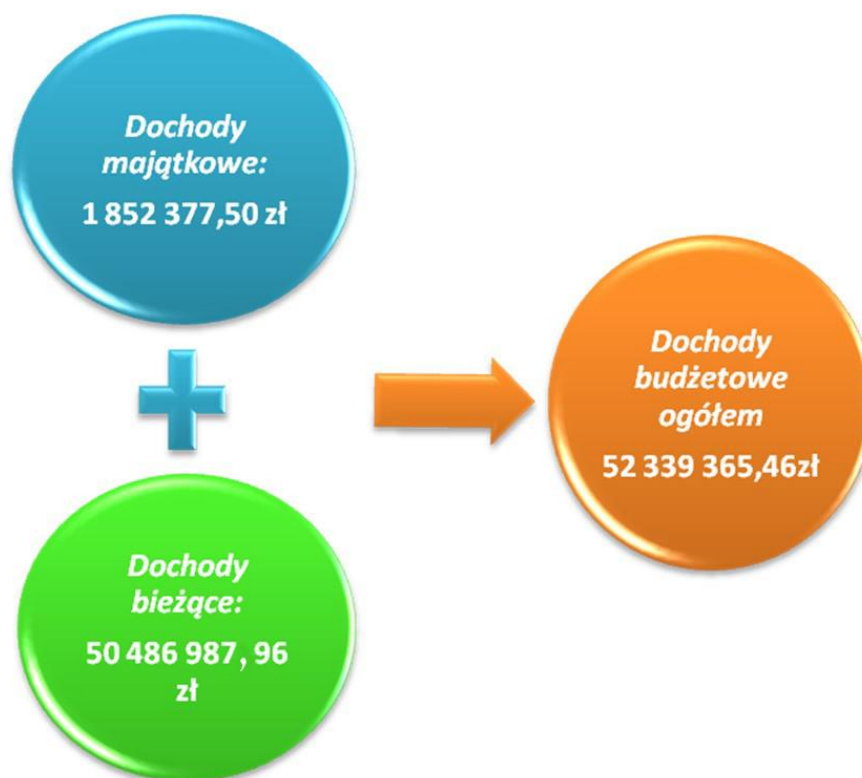 Dochody
majątkowe:
1 852 377,50 zł
Dochody
bieżące:
50 486 987, 96
zł
Dochody
budżetowe
ogółem
52 339 365,46zł